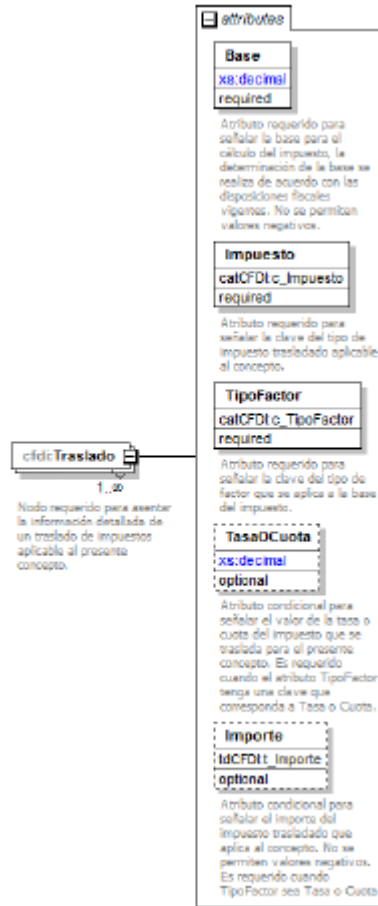 attributes
Base
xs:decimal
required
Atributo requerido para
señalar la base para el
cálculo del impuesto, la
determinación de la base se
realiza de acuerdo con las
disposiciones fiscales
vigentes. No se permiten
valores negativos.
Impuesto
catCFDI:c_Impuesto
required
Atributo requerido para
señalar la clave del tipo de
impuesto trasladado aplicable
al concepto.
TipoFactor
catCFDI:c_TipoFactor
required
Atributo requerido para
señalar la clave del tipo de
factor que se aplica a la base
del impuesto.
cfdi:Traslado
1..∞
Nodo requerido para asentar
la información detallada de
un traslado de impuestos
aplicable al presente
concepto.
TasaOCuota
xs:decimal
optional
Atributo condicional para
señalar el valor de la tasa o
cuota del impuesto que se
traslada para el presente
concepto. Es requerido
cuando el atributo TipoFactor
tenga una clave que
corresponda a Tasa o Cuota.
Importe
tdCFDI:t_Importe
optional
Atributo condicional para
señalar el importe del
impuesto trasladado que
aplica al concepto. No se
permiten valores negativos.
Es requerido cuando
TipoFactor sea Tasa o Cuota